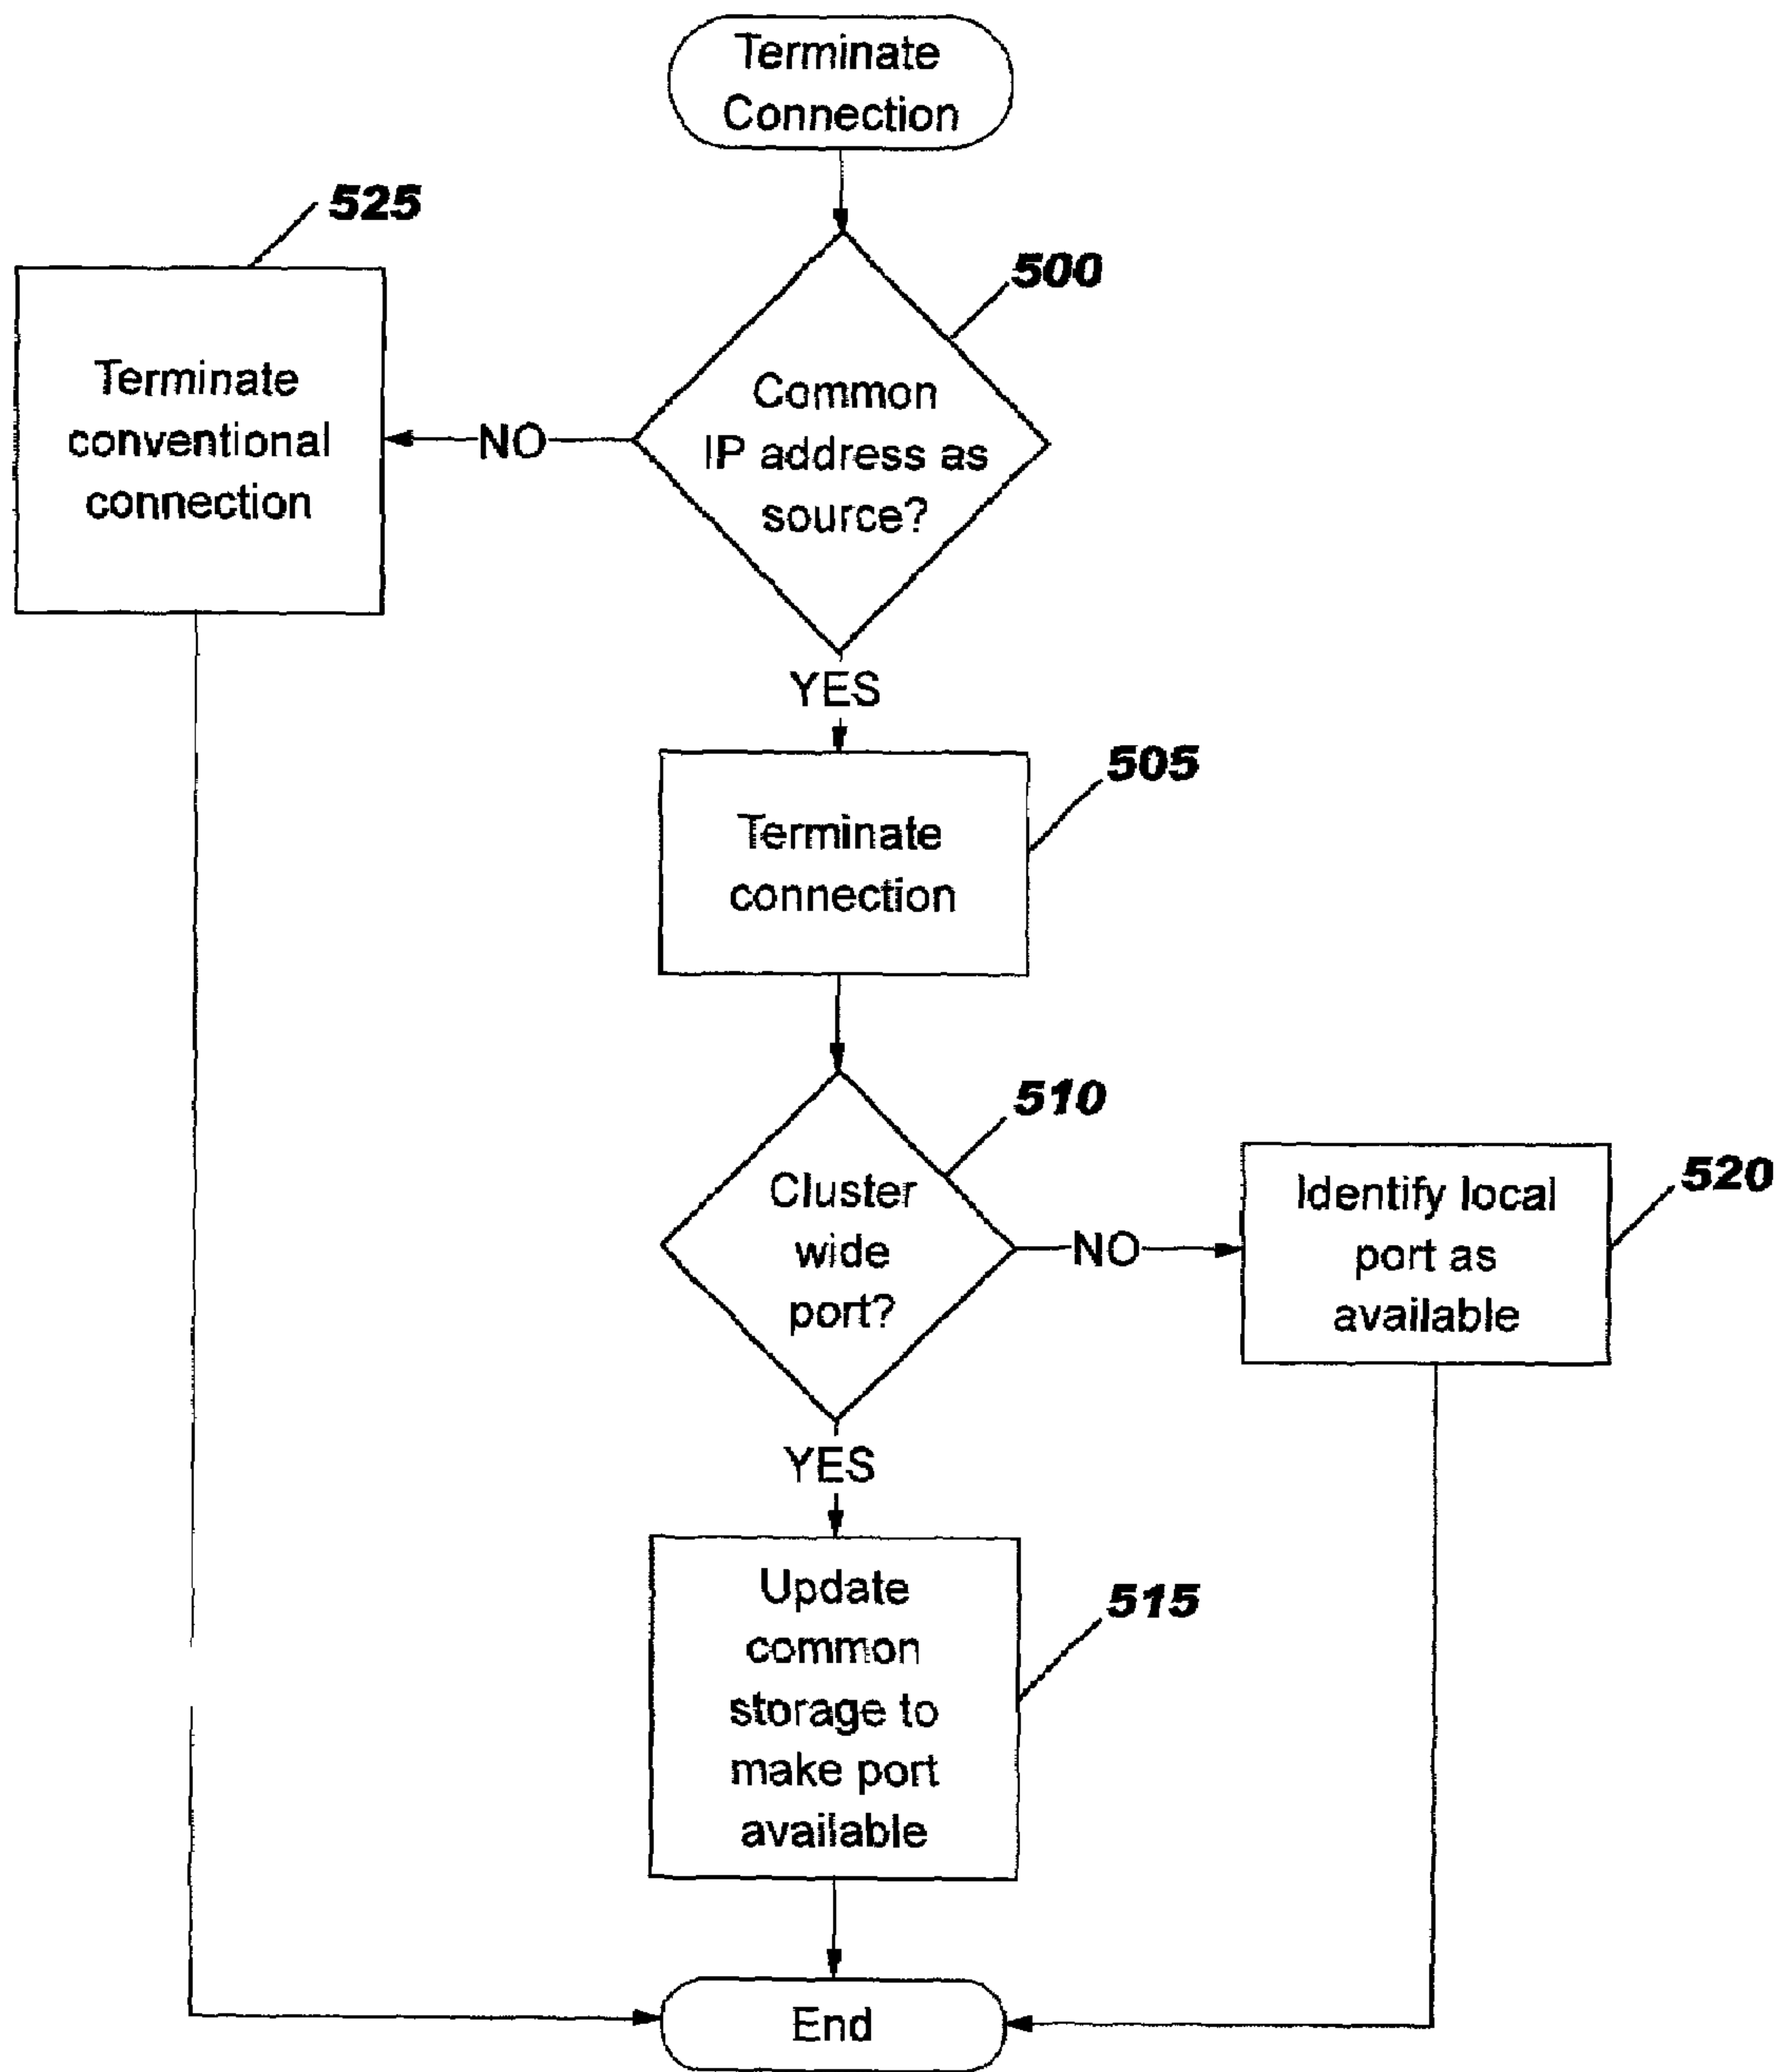 Terminate
Connection
525
500
Terminate
conventional
connection
NO
Common
IP address as
source?
YES
505
Terminate
connection
510
Cluster
wide
port?
NO
520
Identify local
port as
available
YES
515
Update
common
storage to
make port
available
End